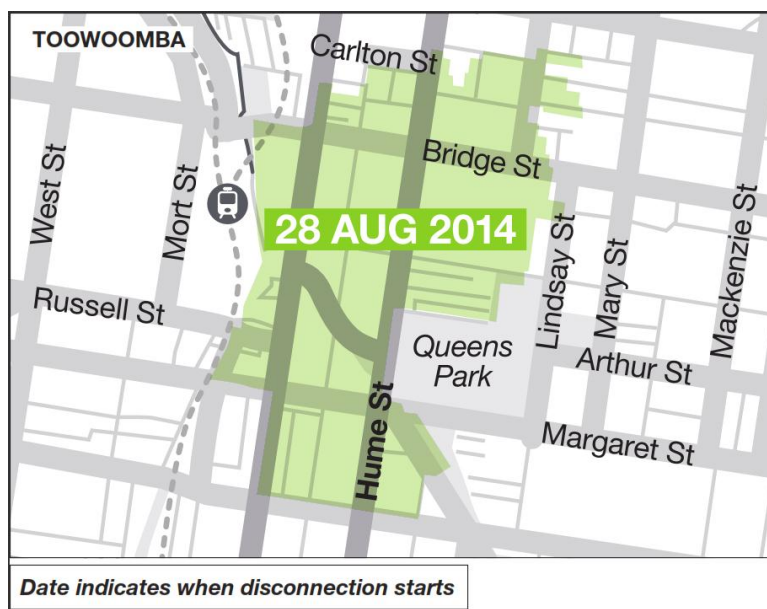 TOOWOOMBA
Carlton St
Bridge St
West St
Mort St
28 AUG 2014
Lindsay St
Mary St
Mackenzie St
Russell St
Queens
Park
Arthur St
Hume St
Margaret St
Date indicates when disconnection starts